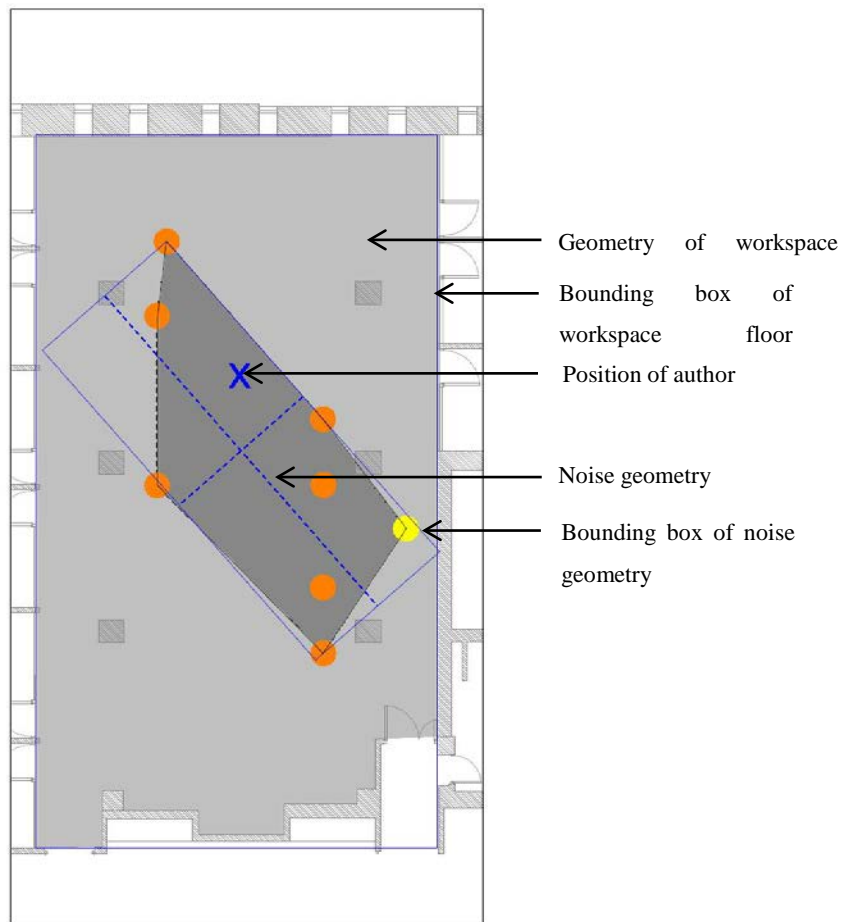 Geometry of workspace
Bounding box of
workspace floor
X
Position of author
Noise geometry
Bounding box of noise
geometry